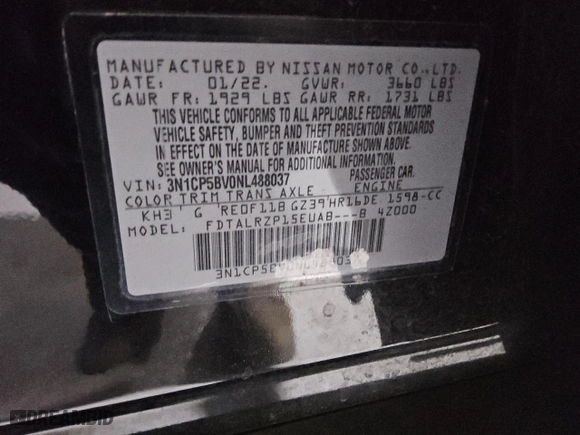 MANUFACTURED BY NISSAN MOTOR CO.,LTD.
DATE: 01/22. GVWR: 3660 LBS
GAWR FR: 1929 LBS GAWR RR: 1731 LBS
THIS VEHICLE CONFORMS TO ALL APPLICABLE FEDERAL MOTOR
VEHICLE SAFETY, BUMPER AND THEFT PREVENTION STANDARDS
IN EFFECT ON THE DATE OF MANUFACTURE SHOWN ABOVE.
SEE OWNER'S MANUAL FOR ADDITIONAL INFORMATION.
VIN: 3N1CP5BV0NL488037 PASSENGER CAR.
COLOR TRIM TRANS AXLE ENGINE
KH3 G RE0F11B GZ39 HR16DE 1598-CC
MODEL: FDTALRZP15EUAB---B 4Z000